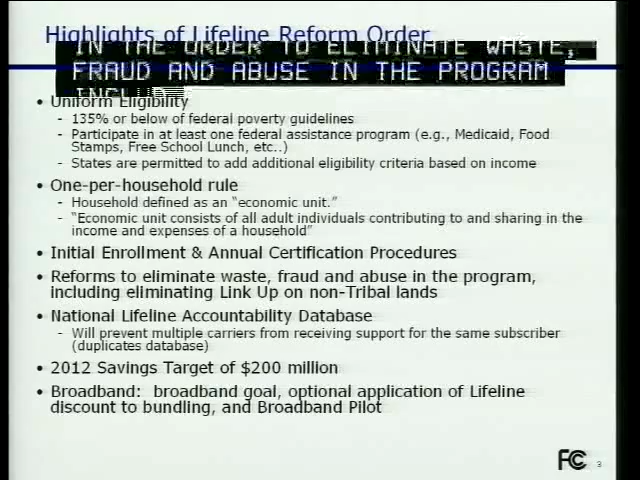 Highlights of Lifeline Reform Order
IN THE ORDER TO ELIMINATE WASTE,
FRAUD AND ABUSE IN THE PROGRAM
• Uniform Eligibility
- 135% or below of federal poverty guidelines
- Participate in at least one federal assistance program (e.g., Medicaid, Food
Stamps, Free School Lunch, etc..)
- States are permitted to add additional eligibility criteria based on income
• One-per-household rule
- Household defined as an “economic unit.”
- “Economic unit consists of all adult individuals contributing to and sharing in the
income and expenses of a household”
• Initial Enrollment & Annual Certification Procedures
• Reforms to eliminate waste, fraud and abuse in the program,
including eliminating Link Up on non-Tribal lands
• National Lifeline Accountability Database
- Will prevent multiple carriers from receiving support for the same subscriber
(duplicates database)
• 2012 Savings Target of $200 million
• Broadband: broadband goal, optional application of Lifeline
discount to bundling, and Broadband Pilot
FCC 3